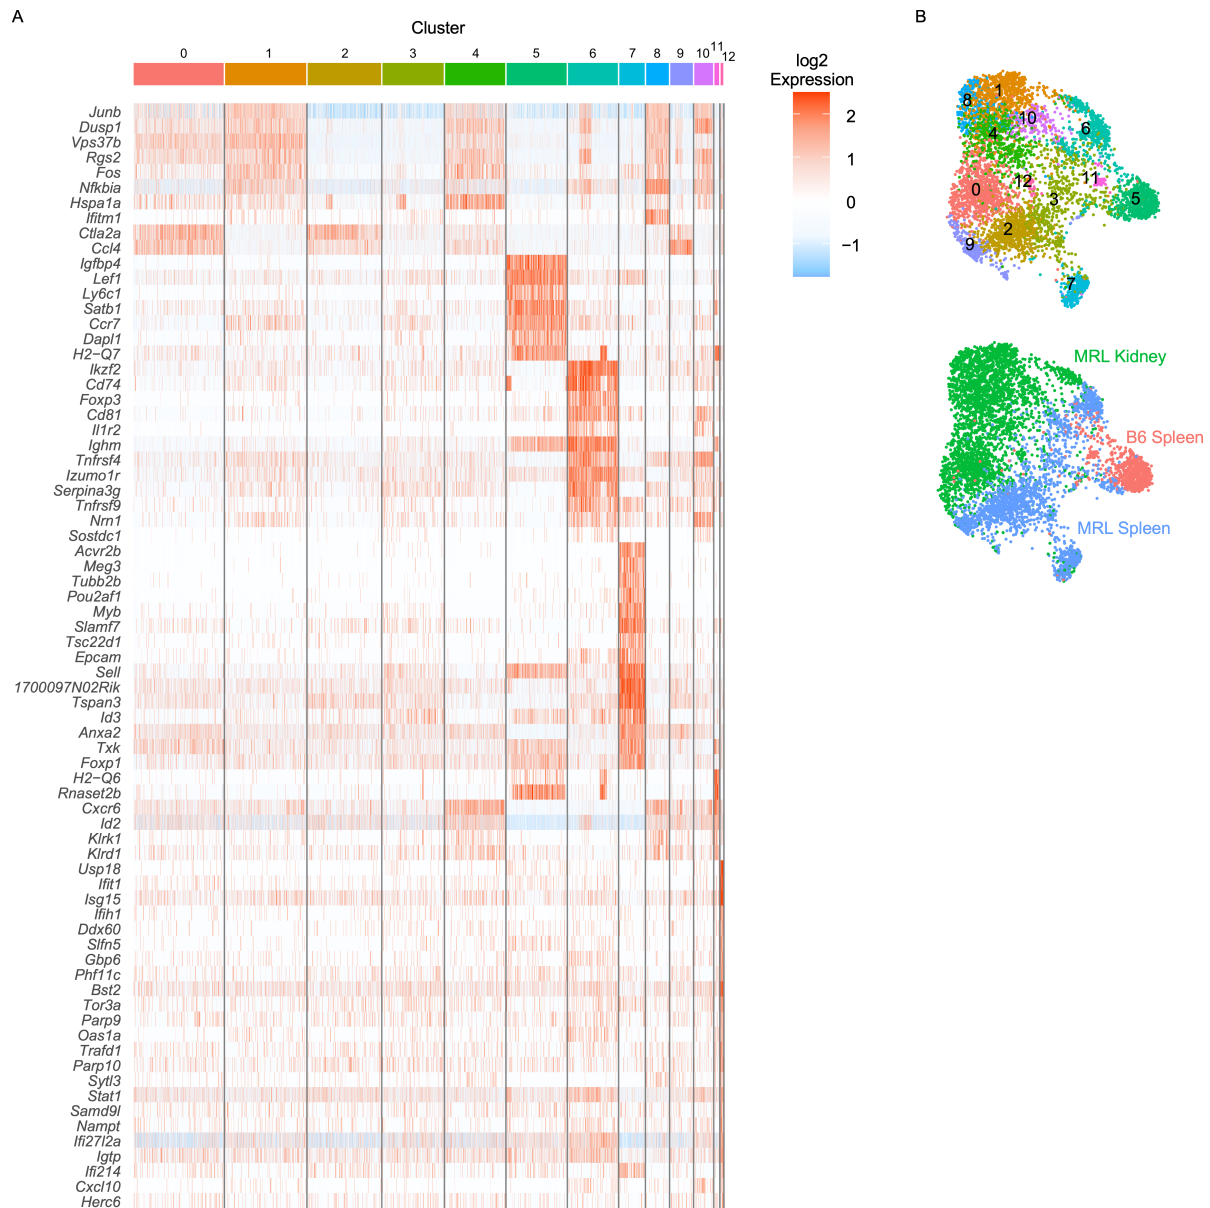 A
B
Cluster
0 1 2 3 4 5 6 7 8 9 10 11 12
log2
Expression
2
1
0
−1
Junb
Dusp1
Vps37b
Rgs2
Fos
Nfkbia
Hspa1a
Ifitm1
Ctla2a
Ccl4
Igfbp4
Lef1
Ly6c1
Satb1
Ccr7
Dapl1
H2−Q7
Ikzf2
Cd74
Foxp3
Cd81
Il1r2
Ighm
Tnfrsf4
Izumo1r
Serpina3g
Tnfrsf9
Nrn1
Sostdc1
Acvr2b
Meg3
Tubb2b
Pou2af1
Myb
Slamf7
Tsc22d1
Epcam
Sell
1700097N02Rik
Tspan3
Id3
Anxa2
Txk
Foxp1
H2−Q6
Rnaset2b
Cxcr6
Id2
Klrk1
Klrd1
Usp18
Ifit1
Isg15
Ifih1
Ddx60
Slfn5
Gbp6
Phf11c
Bst2
Tor3a
Parp9
Oas1a
Trafd1
Parp10
Sytl3
Stat1
Samd9l
Nampt
Ifi27l2a
Igtp
Ifi214
Cxcl10
Herc6
8
1
10
6
4
11
12
0
3
5
2
9
7
MRL Kidney
B6 Spleen
MRL Spleen